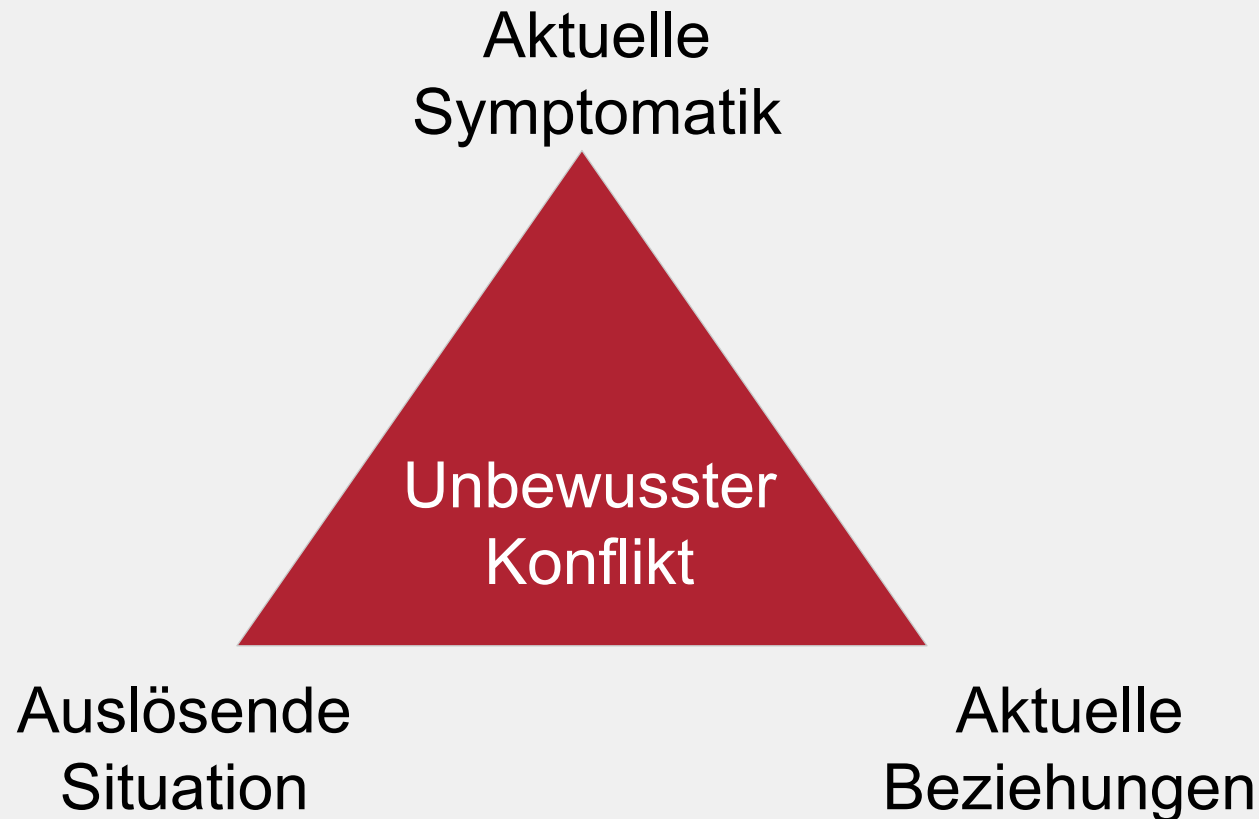 Aktuelle
Symptomatik
Unbewusster
Konflikt
Auslösende
Situation
Aktuelle
Beziehungen